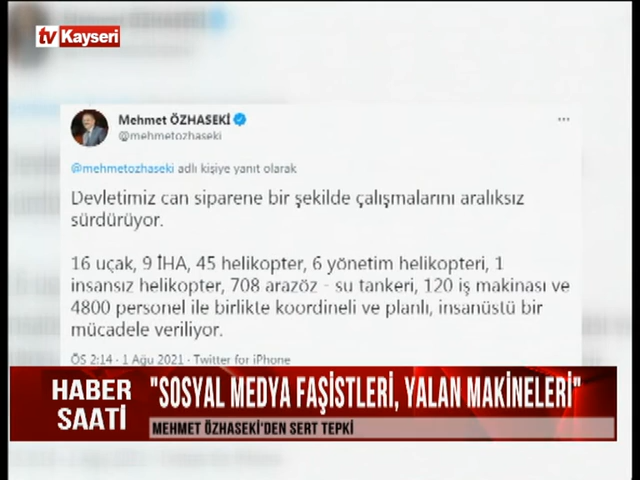 tv Kayseri
Mehmet ÖZHASEKİ
@mehmetozhaseki
@mehmetozhaseki adlı kişiye yanıt olarak
Devletimiz can siparene bir şekilde çalışmalarını aralıksız
sürdürüyor.
16 uçak, 9 İHA, 45 helikopter, 6 yönetim helikopteri, 1
insansız helikopter, 708 arazöz - su tankeri, 120 iş makinası ve
4800 personel ile birlikte koordineli ve planlı, insanüstü bir
mücadele veriliyor.
ÖS 2:14 · 1 Ağu 2021 · Twitter for iPhone
HABER
SAATİ
"SOSYAL MEDYA FAŞİSTLERİ, YALAN MAKİNELERİ"
MEHMET ÖZHASEKİ'DEN SERT TEPKİ